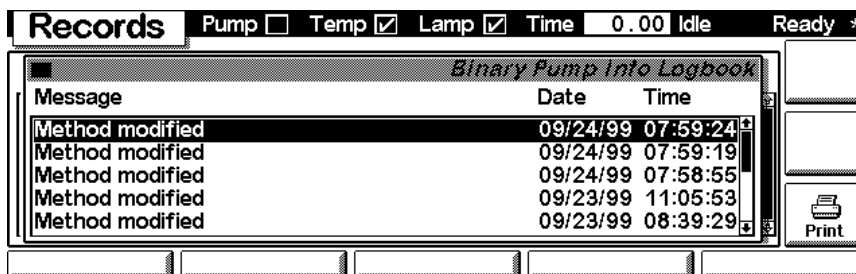 Records Pump Temp Lamp Time 0.00 Idle Ready *
Binary Pump Info Logbook
Message Date Time
Method modified 09/24/99 07:59:24
Method modified 09/24/99 07:59:19
Method modified 09/24/99 07:58:55
Method modified 09/23/99 11:05:53
Method modified 09/23/99 08:39:29
Print